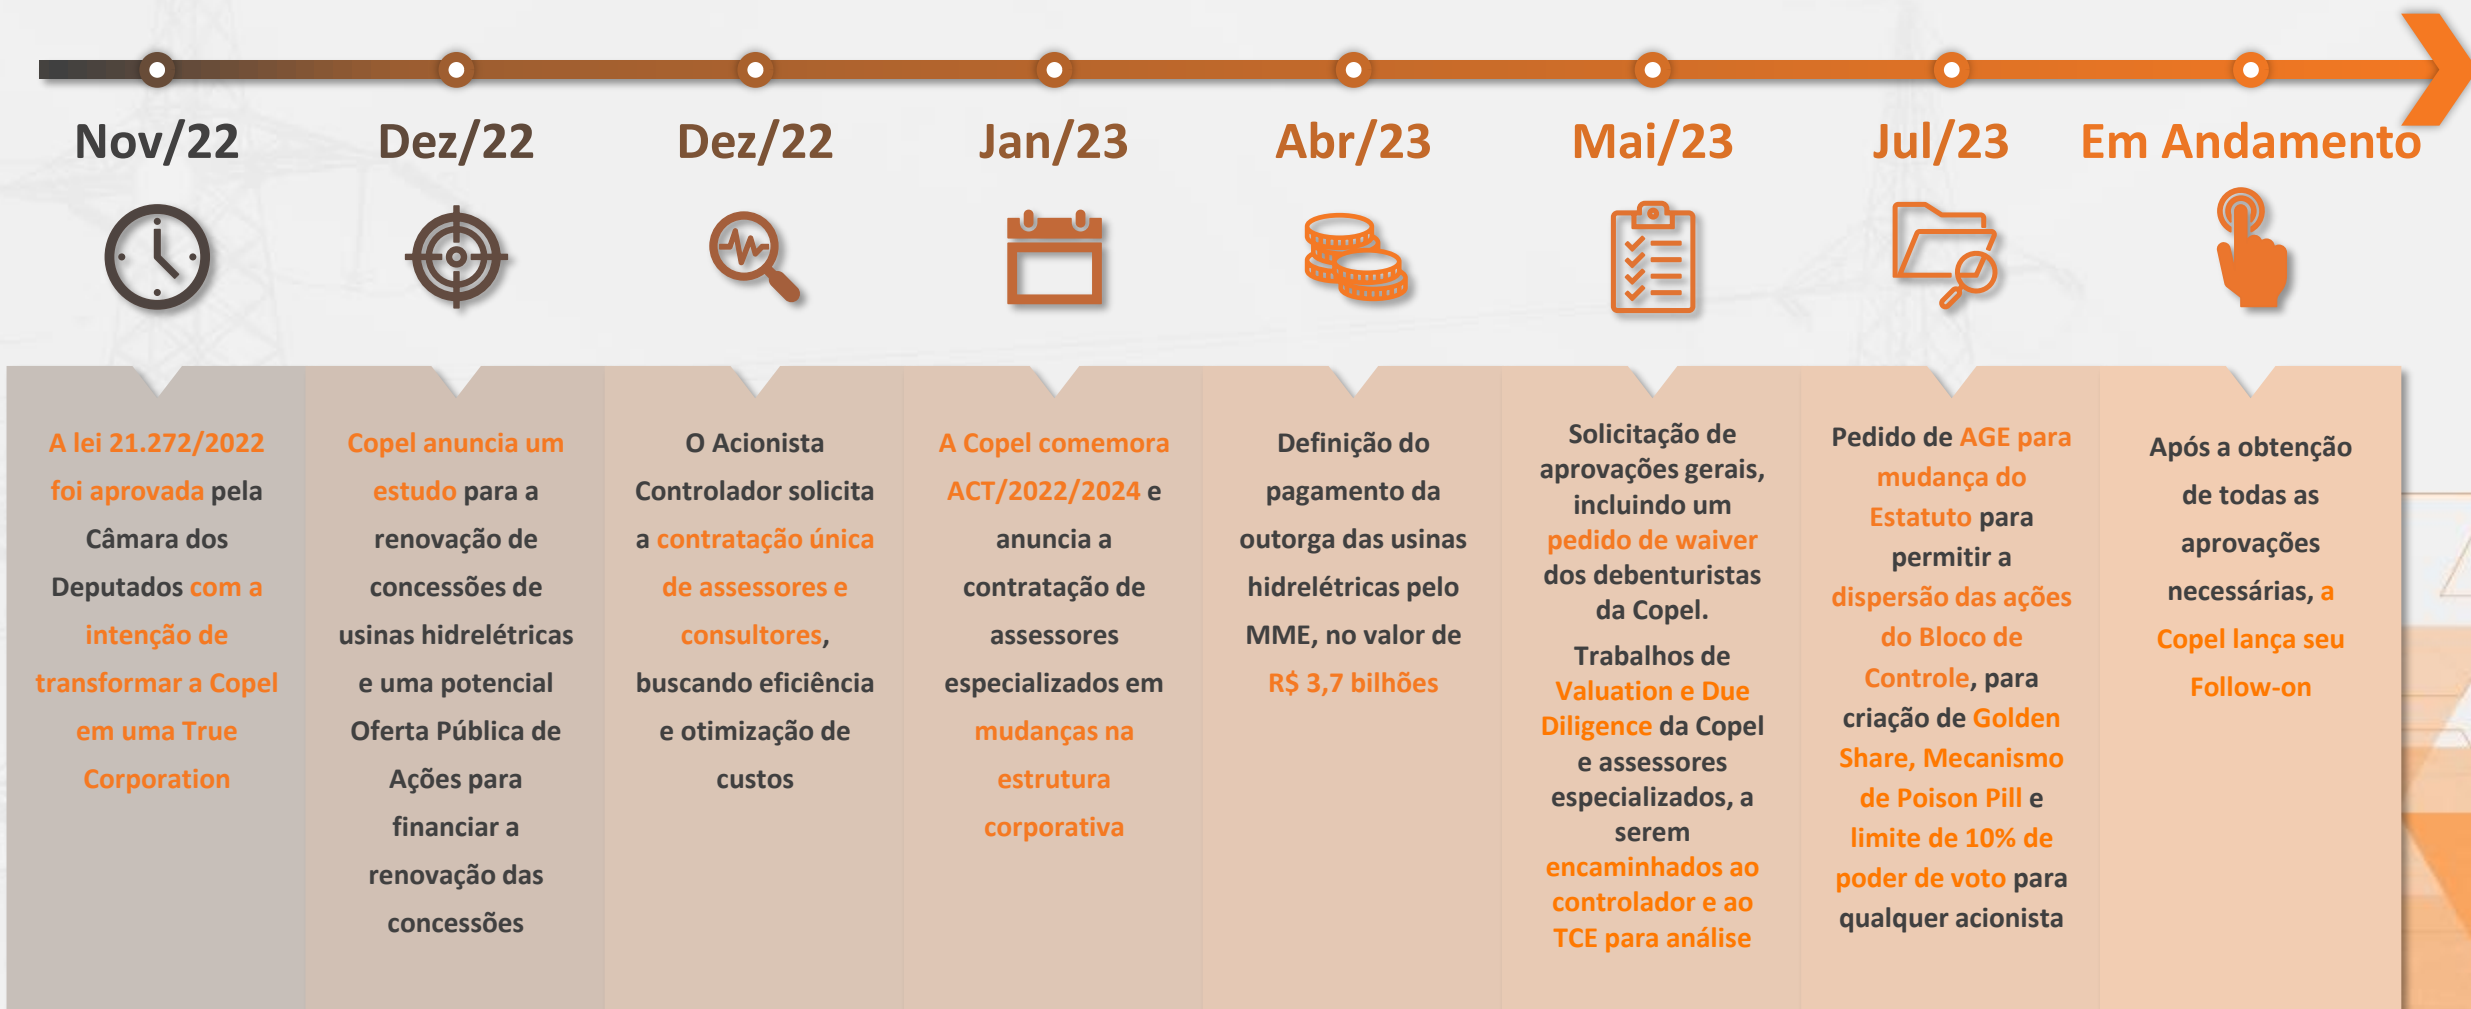 Nov/22
A lei 21.272/2022
foi aprovada pela
Câmara dos
Deputados com a
intenção de
transformar a Copel
em uma True
Corporation
Dez/22
Copel anuncia um
estudo para a
renovação de
concessões de
usinas hidrelétricas
e uma potencial
Oferta Pública de
Ações para
financiar a
renovação das
concessões
Dez/22
O Acionista
Controlador solicita
a contratação única
de assessores e
consultores,
buscando eficiência
e otimização de
custos
Jan/23
A Copel comemora
ACT/2022/2024 e
anuncia a
contratação de
assessores
especializados em
mudanças na
estrutura
corporativa
Abr/23
Definição do
pagamento da
outorga das usinas
hidrelétricas pelo
MME, no valor de
R$ 3,7 bilhões
Mai/23
Solicitação de
aprovações gerais,
incluindo um
pedido de waiver
dos debenturistas
da Copel.
Trabalhos de
Valuation e Due
Diligence da Copel
e assessores
especializados, a
serem
encaminhados ao
controlador e ao
TCE para análise
Jul/23
Pedido de AGE para
mudança do
Estatuto para
permitir a
dispersão das ações
do Bloco de
Controle, para
criação de Golden
Share, Mecanismo
de Poison Pill e
limite de 10% de
poder de voto para
qualquer acionista
Em Andamento
Após a obtenção
de todas as
aprovações
necessárias, a
Copel lança seu
Follow-on